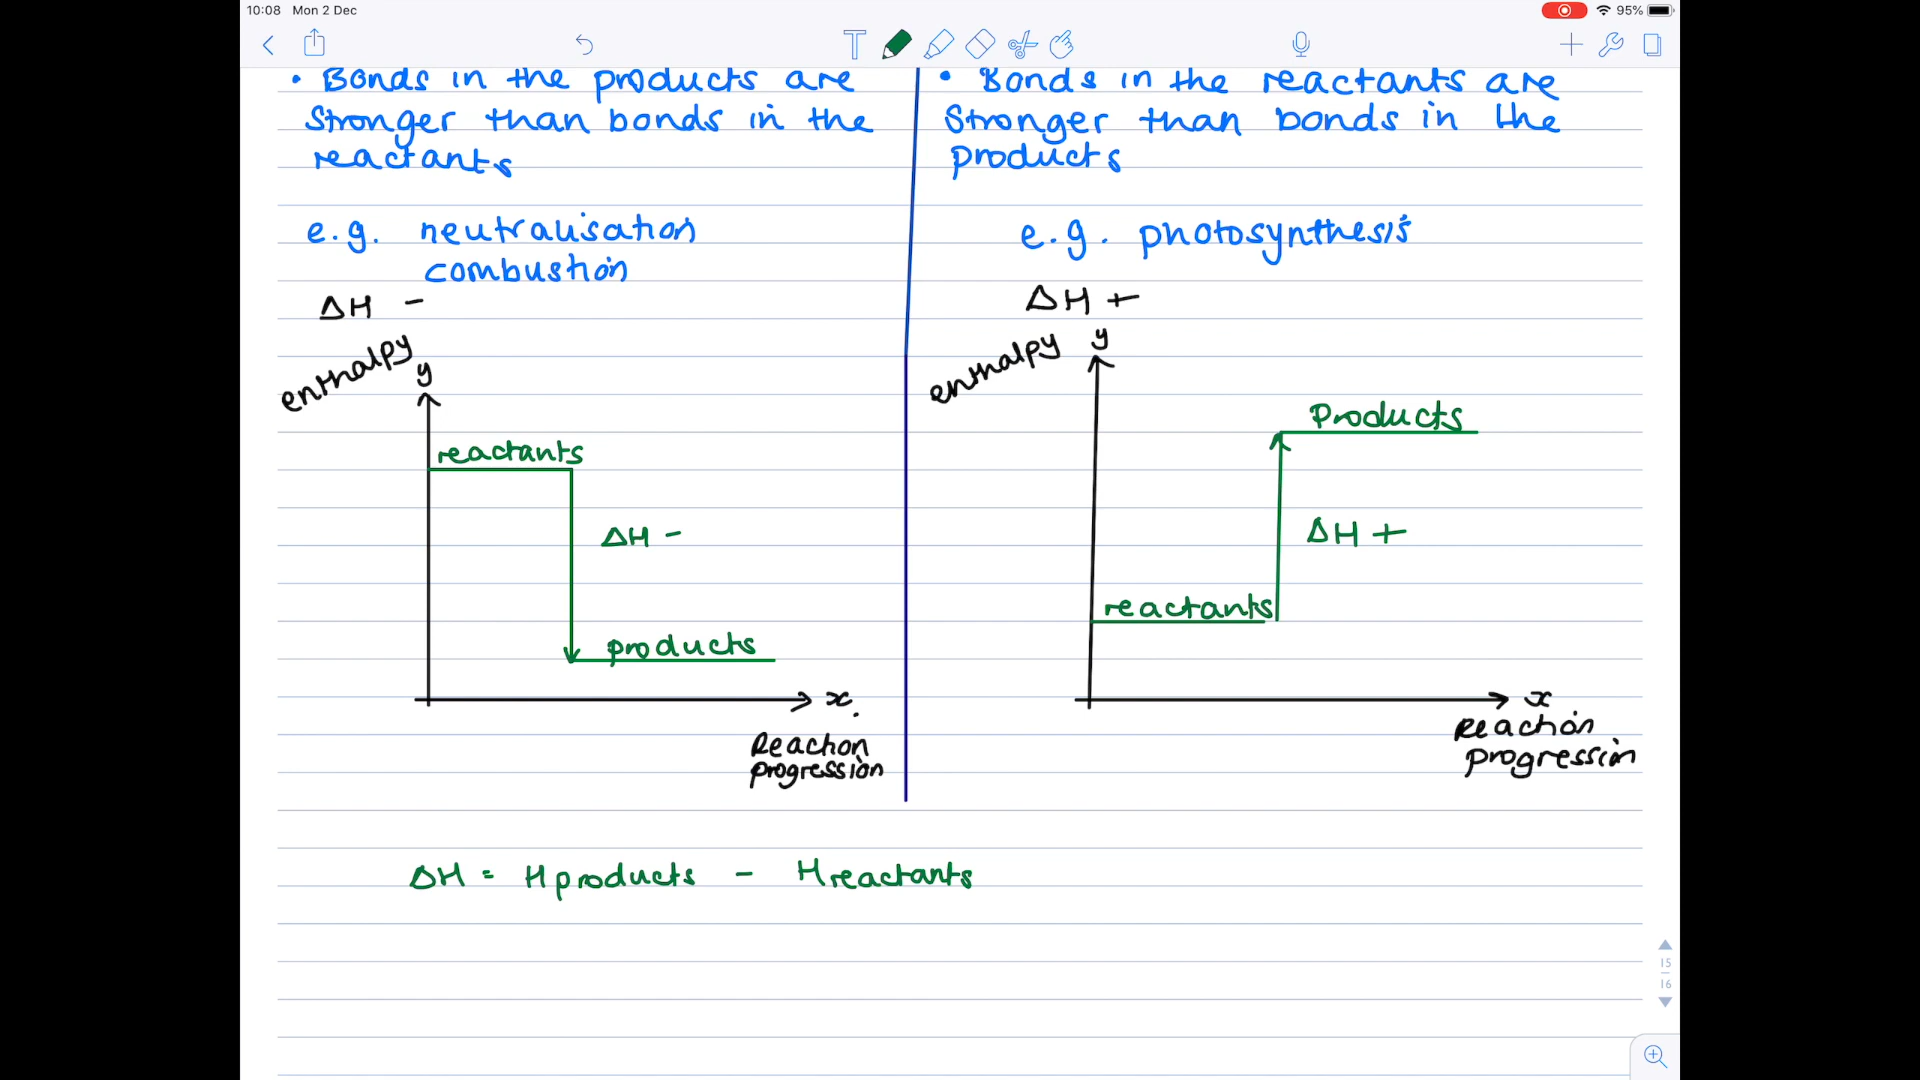 10:08 Mon 2 Dec
95%
T
• Bonds in the products are
Stronger than bonds in the
reactants
e.g. neutralisation
combustion
ΔH -
enthalpy
y
reactants
ΔH -
products
x.
Reaction
progression
• Bonds in the reactants are
Stronger than bonds in the
products
e.g. photosynthesis
ΔH +
enthalpy
y
Products
ΔH +
reactants
x
Reaction
progression
ΔH = Hproducts - Hreactants
15
16